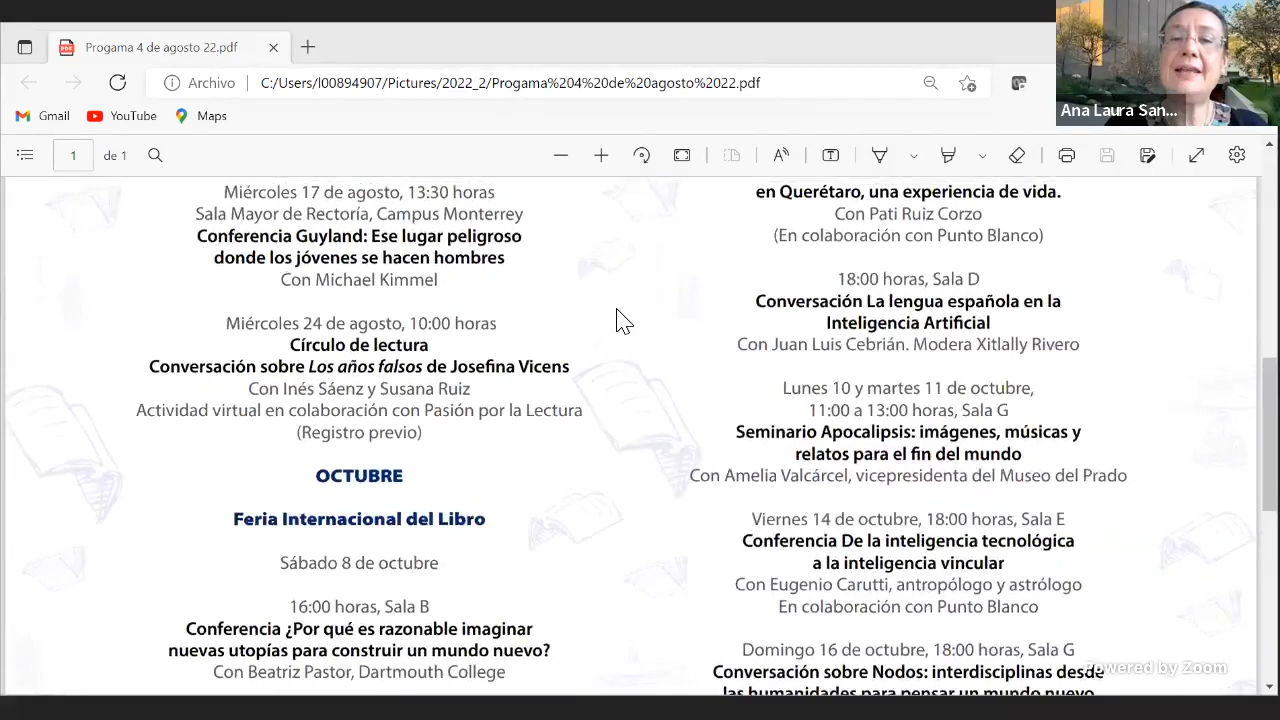 Progama 4 de agosto 22.pdf
Archivo
C:/Users/l00894907/Pictures/2022_2/Progama%204%20de%20agosto%2022.pdf
Gmail
YouTube
Maps
1
de 1
Ana Laura San...
Miércoles 17 de agosto, 13:30 horas
Sala Mayor de Rectoría, Campus Monterrey
Conferencia Guyland: Ese lugar peligroso
donde los jóvenes se hacen hombres
Con Michael Kimmel
Miércoles 24 de agosto, 10:00 horas
Círculo de lectura
Conversación sobre Los años falsos de Josefina Vicens
Con Inés Sáenz y Susana Ruiz
Actividad virtual en colaboración con Pasión por la Lectura
(Registro previo)
OCTUBRE
Feria Internacional del Libro
Sábado 8 de octubre
16:00 horas, Sala B
Conferencia ¿Por qué es razonable imaginar
nuevas utopías para construir un mundo nuevo?
Con Beatriz Pastor, Dartmouth College
en Querétaro, una experiencia de vida.
Con Pati Ruiz Corzo
(En colaboración con Punto Blanco)
18:00 horas, Sala D
Conversación La lengua española en la
Inteligencia Artificial
Con Juan Luis Cebrián. Modera Xitlally Rivero
Lunes 10 y martes 11 de octubre,
11:00 a 13:00 horas, Sala G
Seminario Apocalipsis: imágenes, músicas y
relatos para el fin del mundo
Con Amelia Valcárcel, vicepresidenta del Museo del Prado
Viernes 14 de octubre, 18:00 horas, Sala E
Conferencia De la inteligencia tecnológica
a la inteligencia vincular
Con Eugenio Carutti, antropólogo y astrólogo
En colaboración con Punto Blanco
Domingo 16 de octubre, 18:00 horas, Sala G
Conversación sobre Nodos: interdisciplinas desde
las humanidades para pensar un mundo nuevo
Powered by Zoom